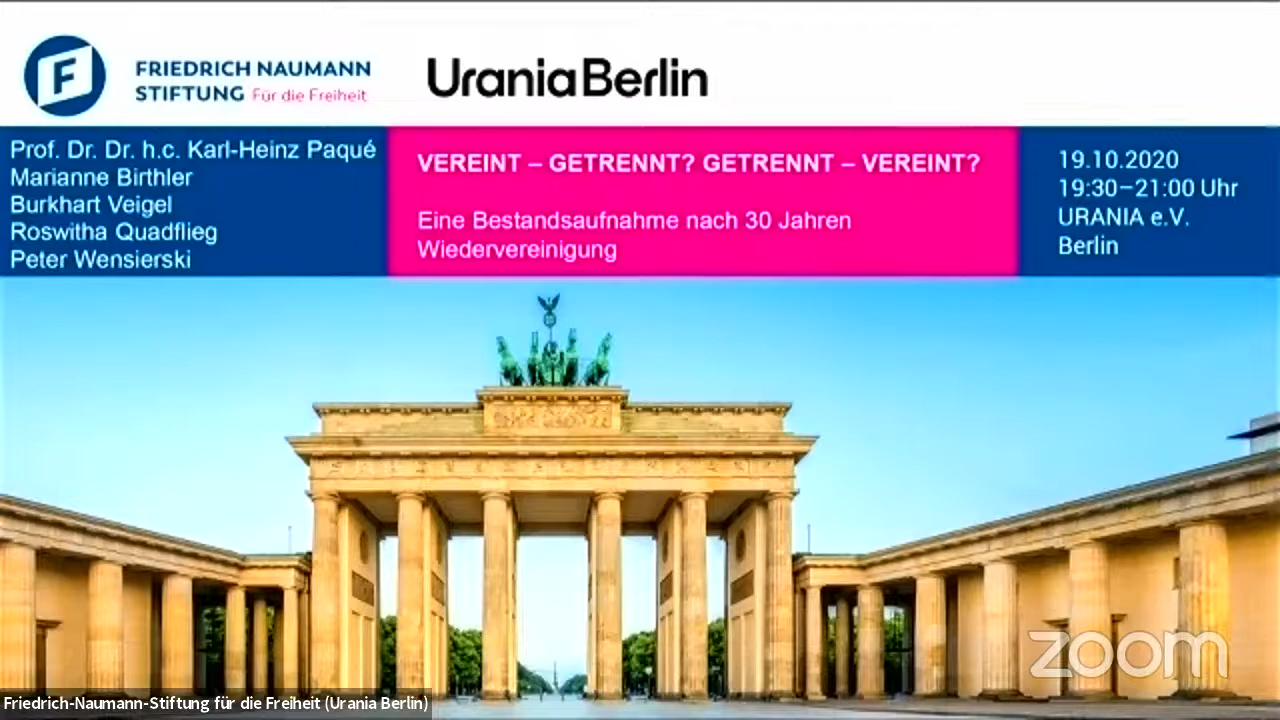 F
FRIEDRICH NAUMANN
STIFTUNG Für die Freiheit
UraniaBerlin
Prof. Dr. Dr. h.c. Karl-Heinz Paqué
Marianne Birthler
Burkhart Veigel
Roswitha Quadflieg
Peter Wensierski
VEREINT – GETRENNT? GETRENNT – VEREINT?
Eine Bestandsaufnahme nach 30 Jahren
Wiedervereinigung
19.10.2020
19:30–21:00 Uhr
URANIA e.V.
Berlin
zoom
Friedrich-Naumann-Stiftung für die Freiheit (Urania Berlin)